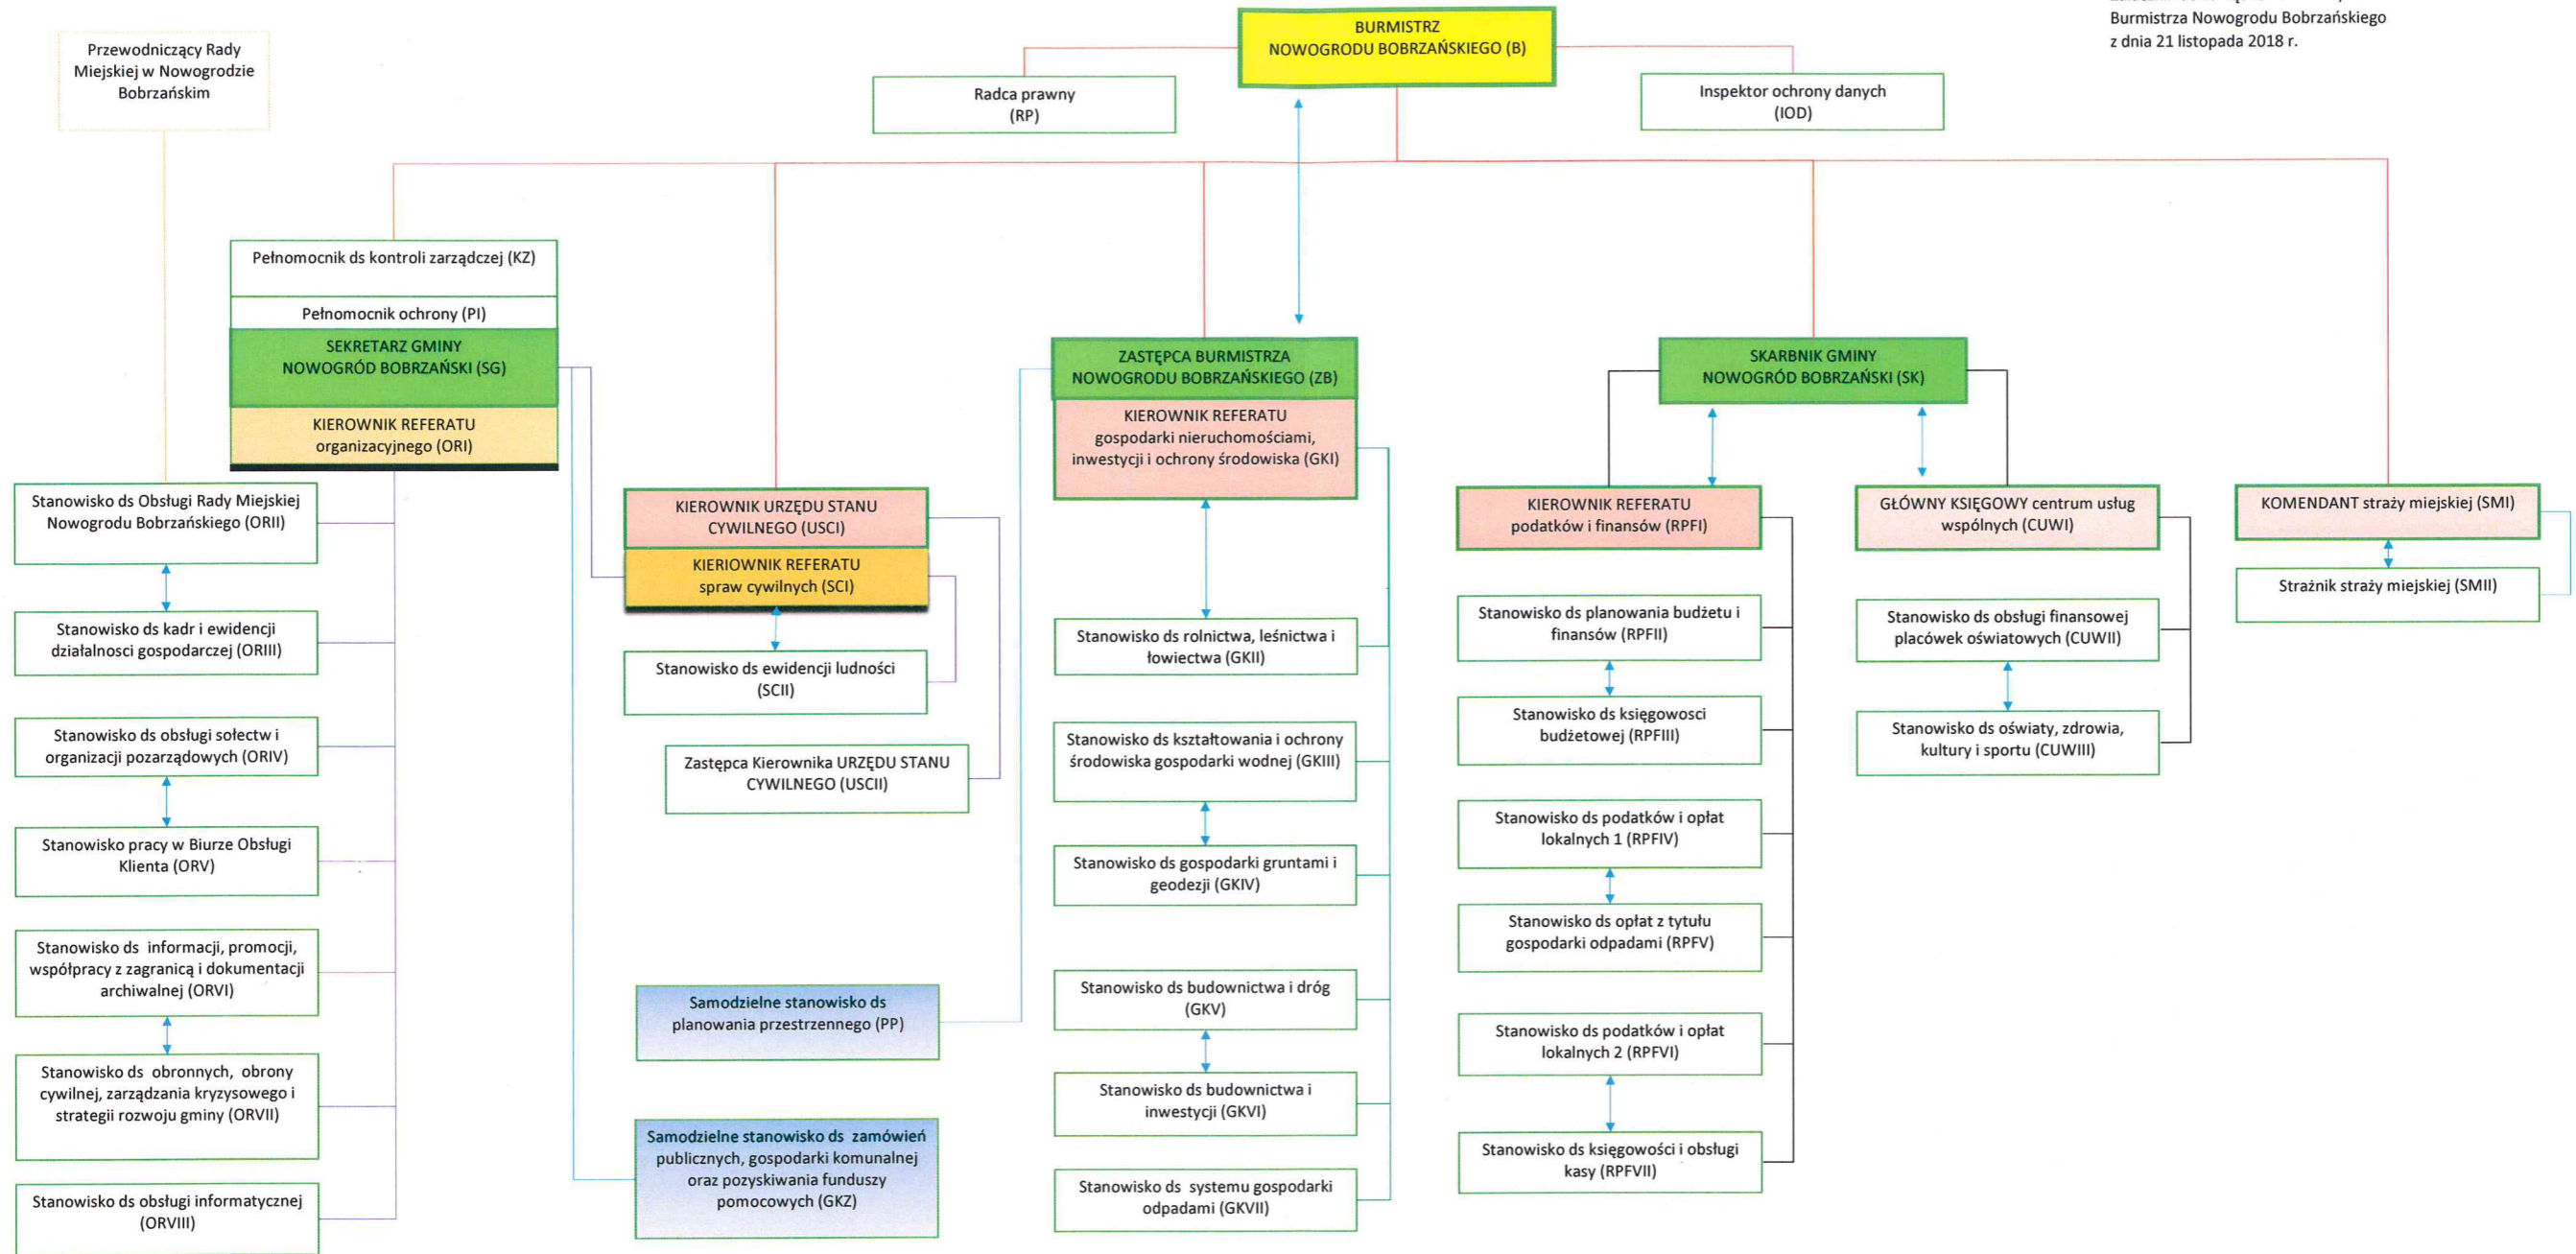 Burmistrza Nowogrodu Bobrzańskiego
z dnia 21 listopada 2018 r.
BURMISTRZ
NOWOGRODU BOBRZAŃSKIEGO (B)
Przewodniczący Rady
Miejskiej w Nowogrodzie
Bobrzańskim
Radca prawny
(RP)
Inspektor ochrony danych
(IOD)
Pełnomocnik ds kontroli zarządczej (KZ)
Pełnomocnik ochrony (PI)
SEKRETARZ GMINY
NOWOGRÓD BOBRZAŃSKI (SG)
KIEROWNIK REFERATU
organizacyjnego (ORI)
Stanowisko ds Obsługi Rady Miejskiej
Nowogrodu Bobrzańskiego (ORII)
Stanowisko ds kadr i ewidencji
działalnosci gospodarczej (ORIII)
Stanowisko ds obsługi sołectw i
organizacji pozarządowych (ORIV)
Stanowisko pracy w Biurze Obsługi
Klienta (ORV)
Stanowisko ds informacji, promocji,
współpracy z zagranicą i dokumentacji
archiwalnej (ORVI)
Stanowisko ds obronnych, obrony
cywilnej, zarządzania kryzysowego i
strategii rozwoju gminy (ORVII)
Stanowisko ds obsługi informatycznej
(ORVIII)
KIEROWNIK URZĘDU STANU
CYWILNEGO (USCI)
KIERIOWNIK REFERATU
spraw cywilnych (SCI)
Stanowisko ds ewidencji ludności
(SCII)
Zastępca Kierownika URZĘDU STANU
CYWILNEGO (USCII)
Samodzielne stanowisko ds
planowania przestrzennego (PP)
Samodzielne stanowisko ds zamówień
publicznych, gospodarki komunalnej
oraz pozyskiwania funduszy
pomocowych (GKZ)
ZASTĘPCA BURMISTRZA
NOWOGRODU BOBRZAŃSKIEGO (ZB)
KIEROWNIK REFERATU
gospodarki nieruchomościami,
inwestycji i ochrony środowiska (GKI)
Stanowisko ds rolnictwa, leśnictwa i
łowiectwa (GKII)
Stanowisko ds kształtowania i ochrony
środowiska gospodarki wodnej (GKIII)
Stanowisko ds gospodarki gruntami i
geodezji (GKIV)
Stanowisko ds budownictwa i dróg
(GKV)
Stanowisko ds budownictwa i
inwestycji (GKVI)
Stanowisko ds systemu gospodarki
odpadami (GKVII)
SKARBNIK GMINY
NOWOGRÓD BOBRZAŃSKI (SK)
KIEROWNIK REFERATU
podatków i finansów (RPFI)
Stanowisko ds planowania budżetu i
finansów (RPFII)
Stanowisko ds księgowosci
budżetowej (RPFIII)
Stanowisko ds podatków i opłat
lokalnych 1 (RPFIV)
Stanowisko ds opłat z tytułu
gospodarki odpadami (RPFV)
Stanowisko ds podatków i opłat
lokalnych 2 (RPFVI)
Stanowisko ds księgowości i obsługi
kasy (RPFVII)
GŁÓWNY KSIĘGOWY centrum usług
wspólnych (CUWI)
Stanowisko ds obsługi finansowej
placówek oświatowych (CUWII)
Stanowisko ds oświaty, zdrowia,
kultury i sportu (CUWIII)
KOMENDANT straży miejskiej (SMI)
Strażnik straży miejskiej (SMII)